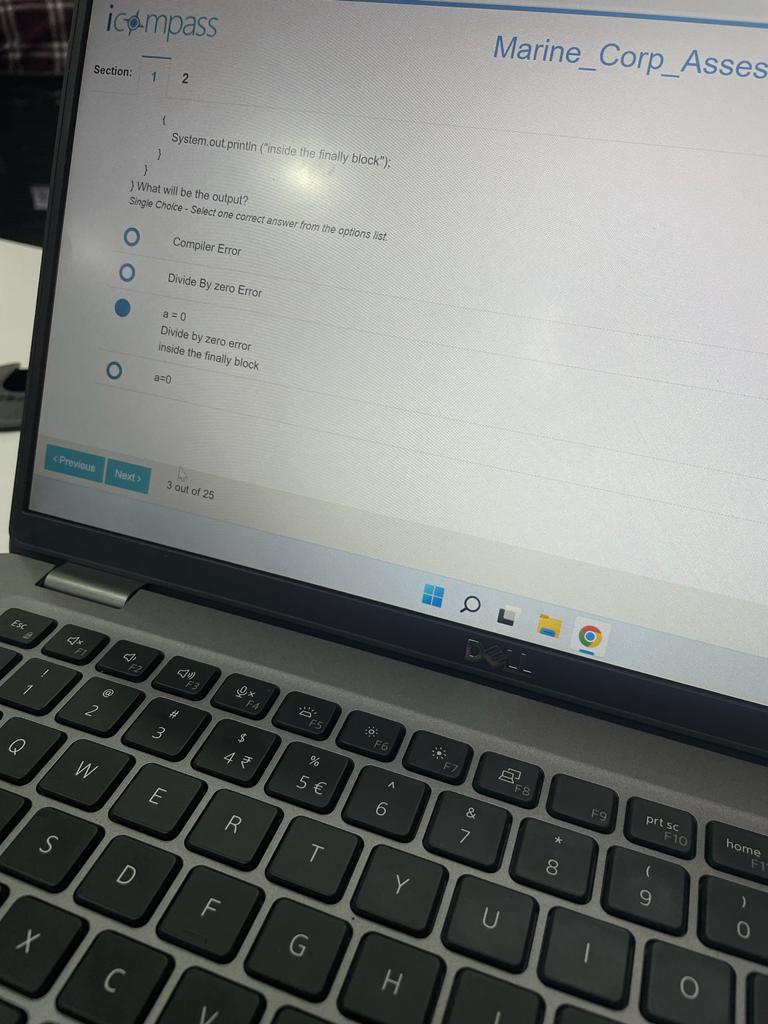 icompass
Marine_Corp_Asses
Section: 1 2
{
System.out.println ("inside the finally block");
}
}
} What will be the output?
Single Choice - Select one correct answer from the options list.
Compiler Error
Divide By zero Error
a = 0
Divide by zero error
inside the finally block
a=0
‹ Previous Next ›
3 out of 25
DELL
Esc F1 F2 F3 F4 F5 F6 F7 F8 F9 prt sc F10 home F1
! 1 @ 2 # 3 $ 4 ₹ % 5 € ^ 6 & 7 * 8 ( 9 ) 0
Q W E R T Y U I O
S D F G H
X C V